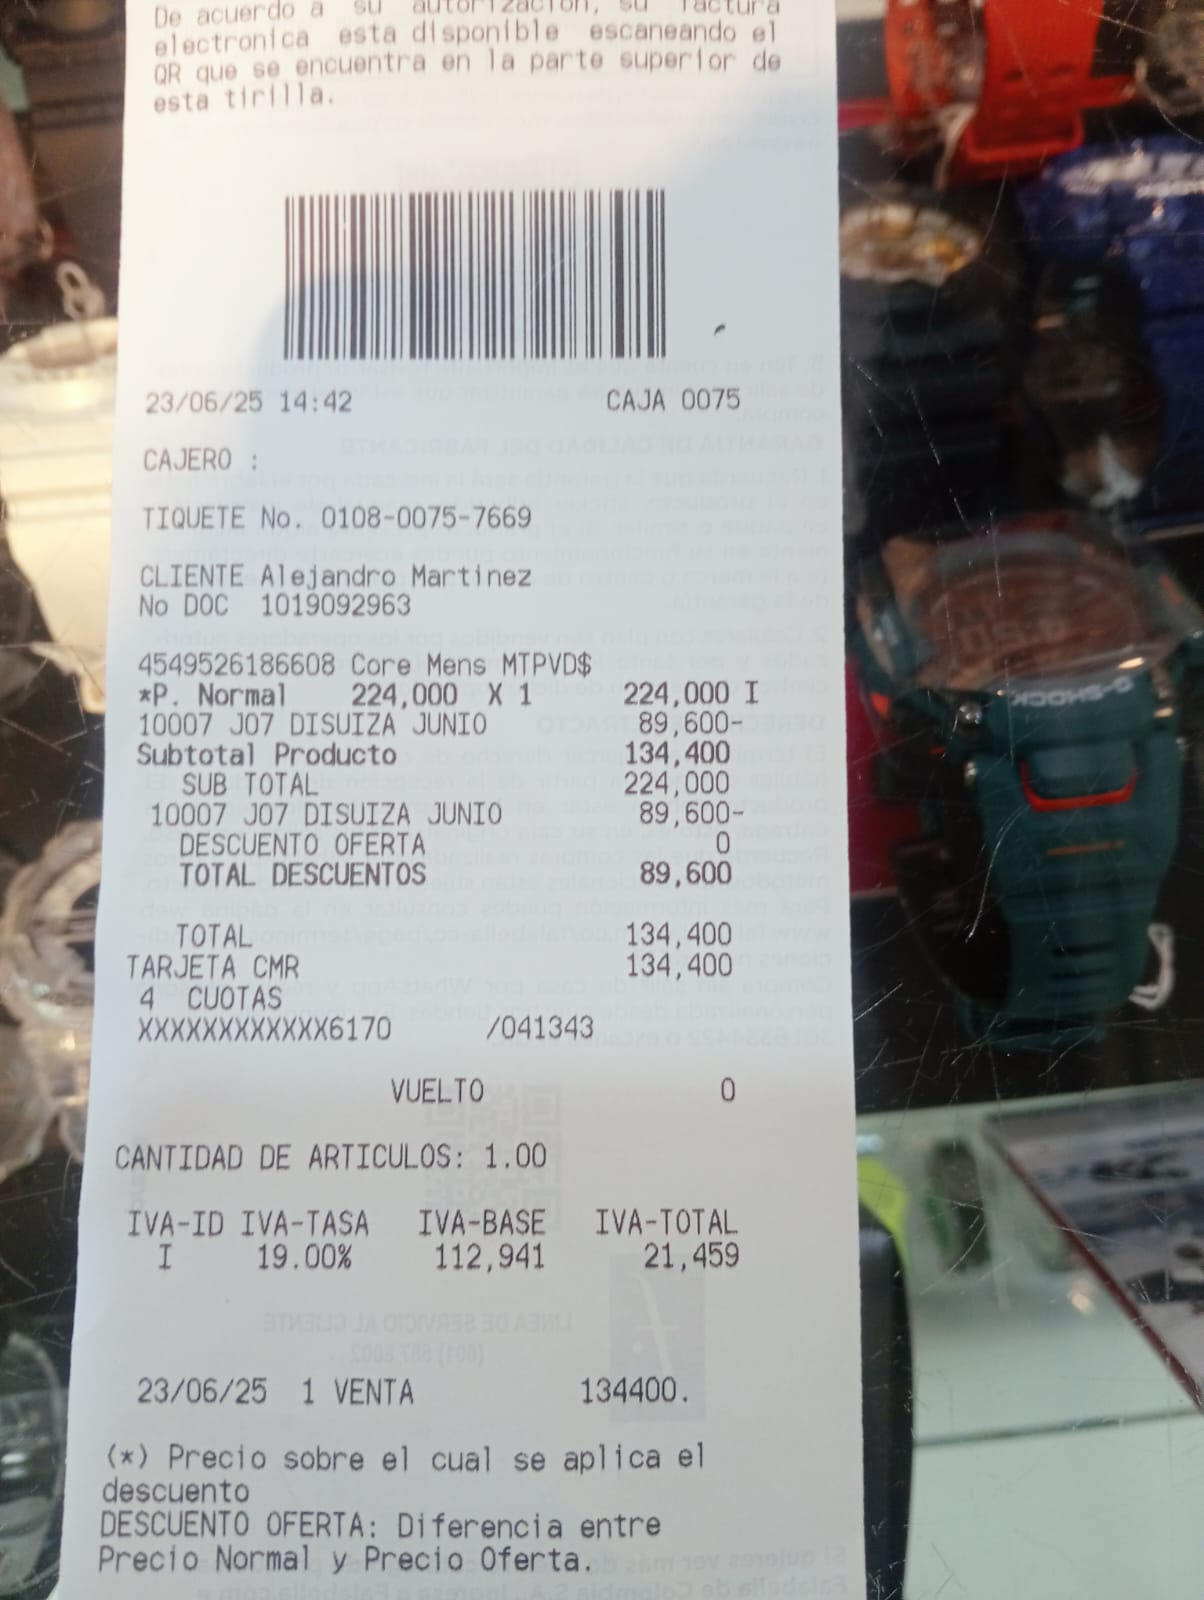 De acuerdo a su autorización, su factura
electronica esta disponible escaneando el
QR que se encuentra en la parte superior de
esta tirilla.
23/06/25 14:42 CAJA 0075
CAJERO :
TIQUETE No. 0108-0075-7669
CLIENTE Alejandro Martinez
No DOC 1019092963
4549526186608 Core Mens MTPVD$
*P. Normal 224,000 X 1 224,000 I
10007 J07 DISUIZA JUNIO 89,600-
Subtotal Producto 134,400
SUB TOTAL 224,000
10007 J07 DISUIZA JUNIO 89,600-
DESCUENTO OFERTA 0
TOTAL DESCUENTOS 89,600
TOTAL 134,400
TARJETA CMR 134,400
4 CUOTAS
XXXXXXXXXXXX6170 /041343
VUELTO 0
CANTIDAD DE ARTICULOS: 1.00
IVA-ID IVA-TASA IVA-BASE IVA-TOTAL
I 19.00% 112,941 21,459
23/06/25 1 VENTA 134400.
(*) Precio sobre el cual se aplica el
descuento
DESCUENTO OFERTA: Diferencia entre
Precio Normal y Precio Oferta.
G-SHOCK